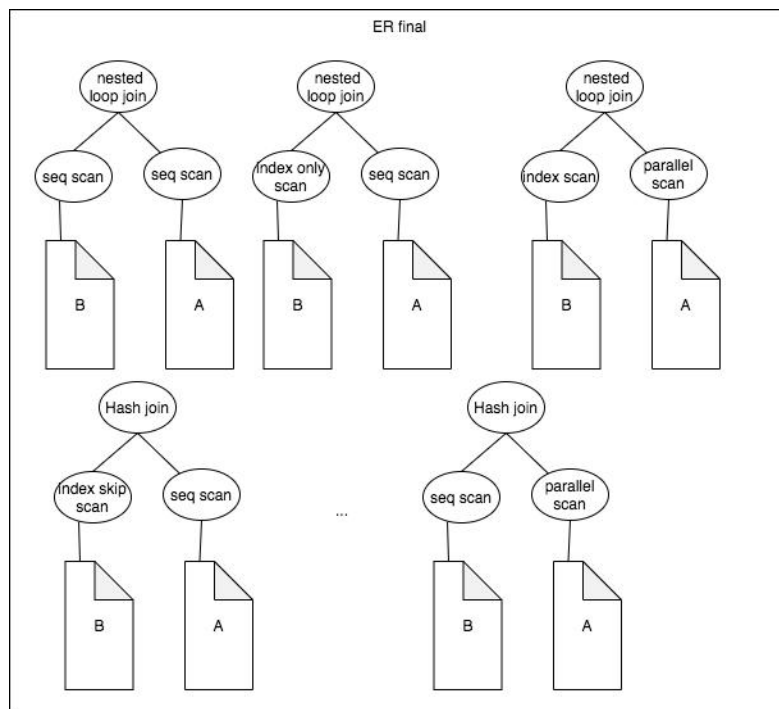 ER final
nested
loop join
nested
loop join
nested
loop join
seq scan
seq scan
Index only
scan
seq scan
index scan
parallel
scan
B
A
B
A
B
A
Hash join
Hash join
Index skip
scan
seq scan
...
seq scan
parallel
scan
B
A
B
A